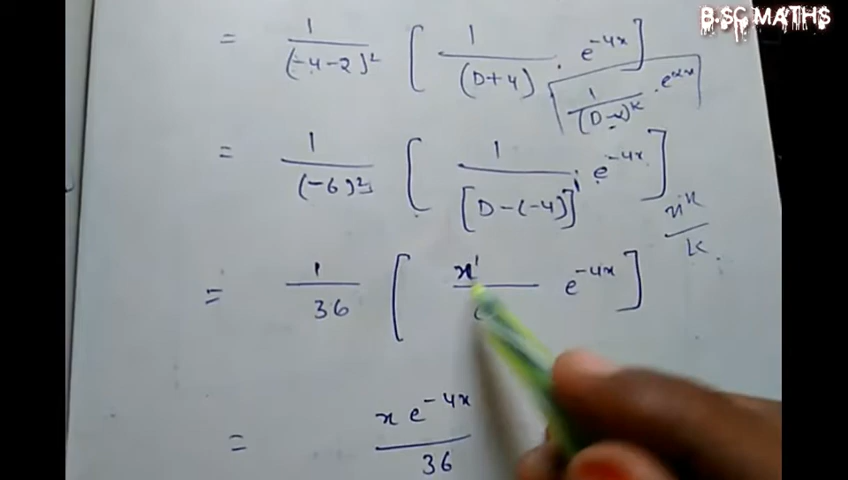 B.SC MATHS
= 1/(-4-2)² [ 1/(D+4) . e^-4x ]
1/(D-α)^k . e^αx
= 1/(-6)² [ 1/[D-(-4)]¹ . e^-4x ]
x^k/k
= 1/36 [ x¹/ e^-4x ]
= x e^-4x / 36